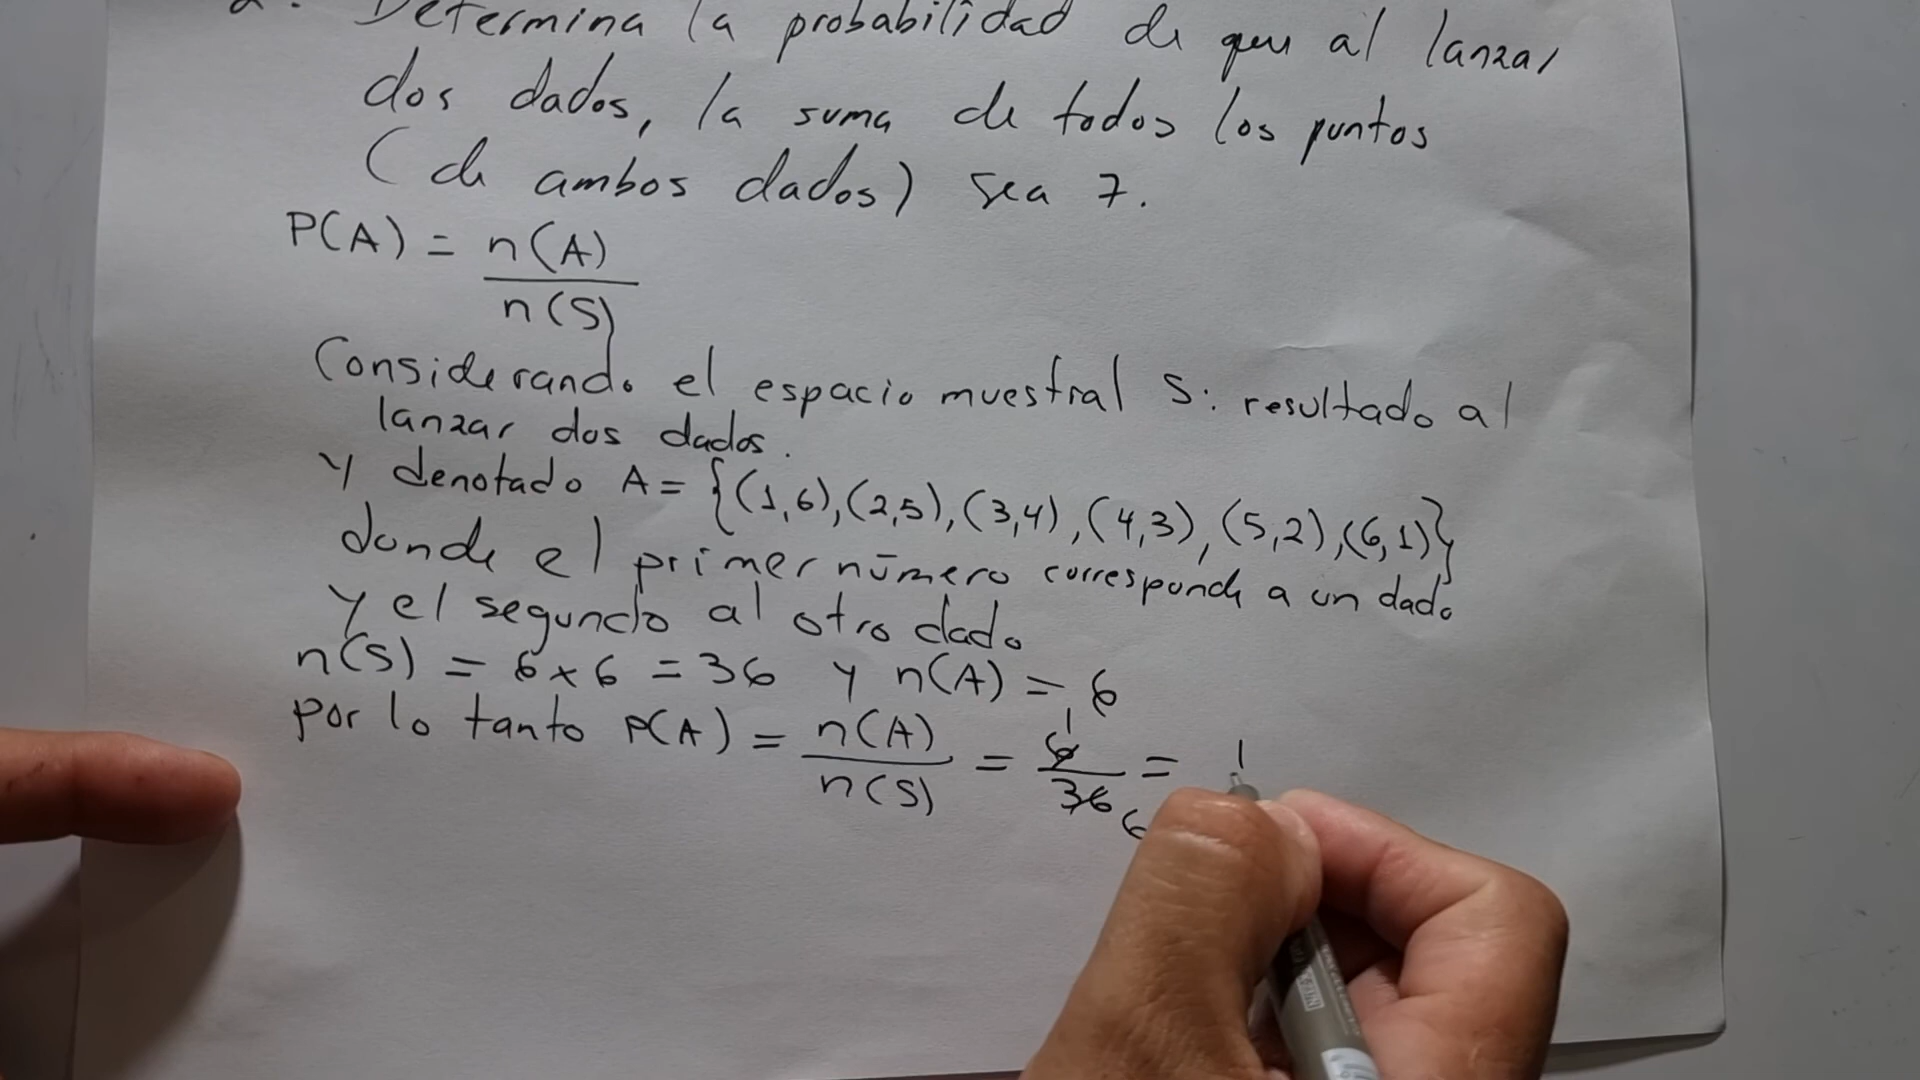 2. Determina la probabilidad de que al lanzar
dos dados, la suma de todos los puntos
(de ambos dados) sea 7.
P(A) = n(A)
n(S)
Considerando el espacio muestral S: resultado al
lanzar dos dados.
Y denotado A = {(1,6),(2,5),(3,4),(4,3),(5,2),(6,1)}
donde el primer número corresponde a un dado
y el segundo al otro dado
n(S) = 6 x 6 = 36 y n(A) = 6
por lo tanto P(A) = n(A) = 6 1 = 1
n(S) 36 6